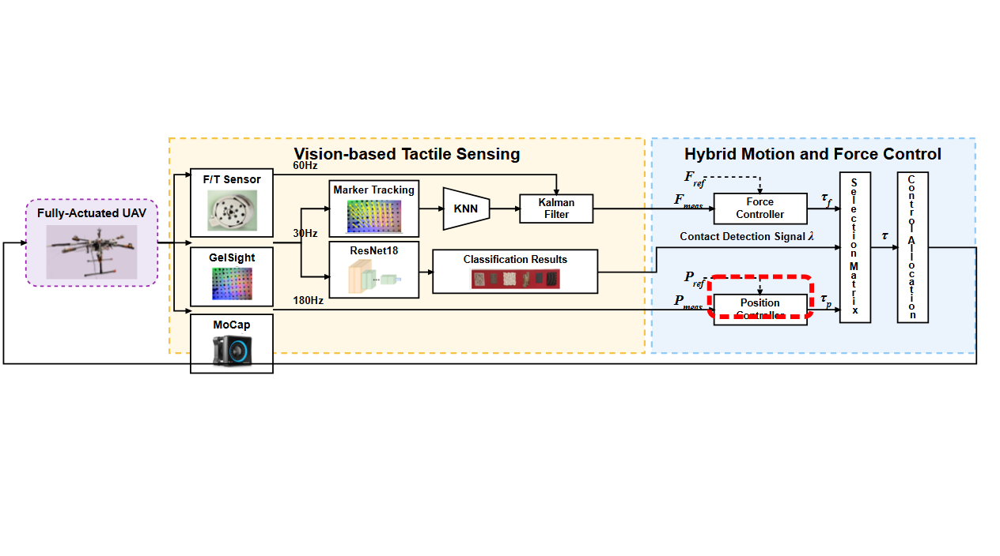 Vision-based Tactile Sensing
Hybrid Motion and Force Control
60Hz
F/T Sensor
Marker Tracking
KNN
Kalman
Filter
Fully-Actuated UAV
30Hz
GelSight
ResNet18
Classification Results
180Hz
MoCap
F_ref
F_meas
Force
Controller
τ_f
Contact Detection Signal λ
P_ref
P_meas
Position
Controller
τ_p
Selection Matrix
τ
Control Allocation